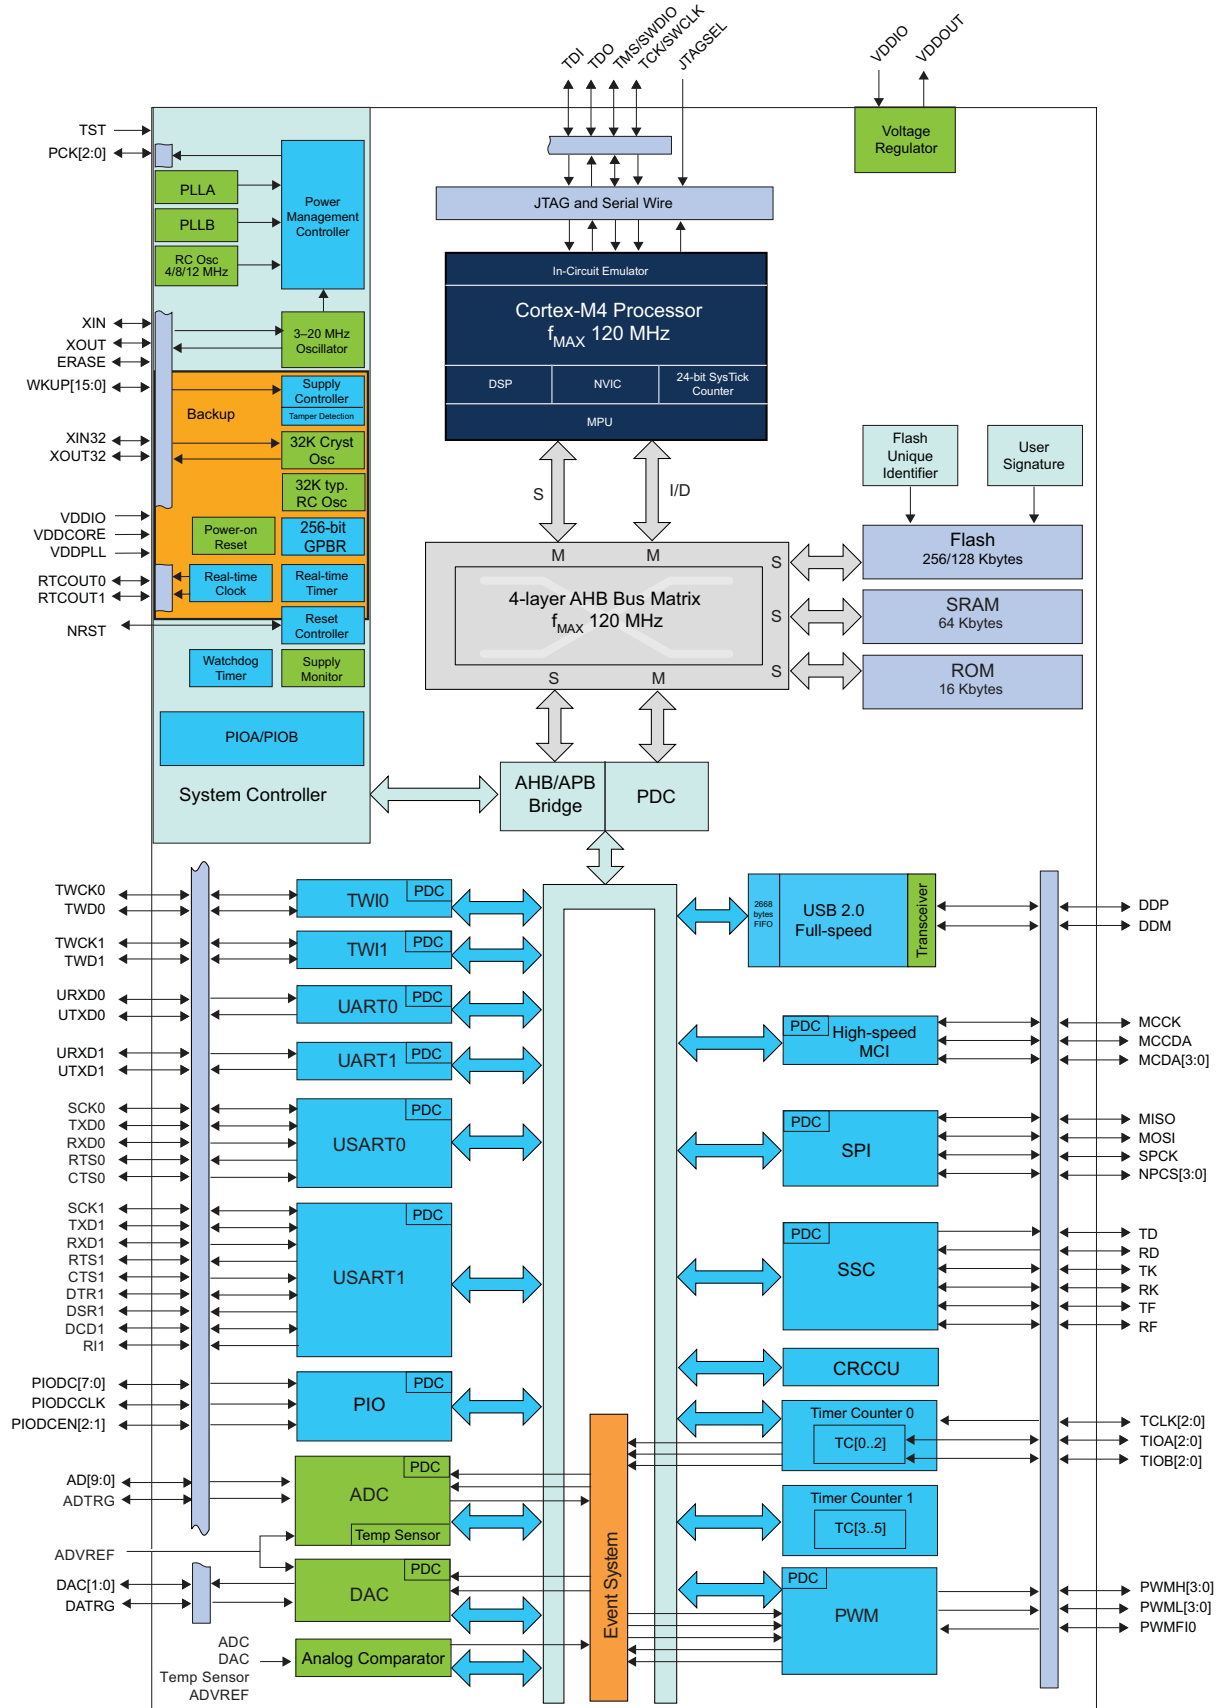 TDI
TDO
TMS/SWDIO
TCK/SWCLK
JTAGSEL
VDDIO
VDDOUT
TST
PCK[2:0]
PLLA
PLLB
RC Osc
4/8/12 MHz
Power
Management
Controller
Voltage
Regulator
JTAG and Serial Wire
In-Circuit Emulator
Cortex-M4 Processor
fMAX 120 MHz
DSP
NVIC
24-bit SysTick
Counter
MPU
XIN
XOUT
ERASE
WKUP[15:0]
XIN32
XOUT32
VDDIO
VDDCORE
VDDPLL
RTCOUT0
RTCOUT1
NRST
3–20 MHz
Oscillator
Backup
Supply
Controller
Tamper Detection
32K Cryst
Osc
32K typ.
RC Osc
Power-on
Reset
256-bit
GPBR
Real-time
Clock
Real-time
Timer
Reset
Controller
Watchdog
Timer
Supply
Monitor
PIOA/PIOB
System Controller
S
I/D
M
M
S
S
S
S
M
4-layer AHB Bus Matrix
fMAX 120 MHz
Flash
Unique
Identifier
User
Signature
Flash
256/128 Kbytes
SRAM
64 Kbytes
ROM
16 Kbytes
AHB/APB
Bridge
PDC
TWCK0
TWD0
TWCK1
TWD1
URXD0
UTXD0
URXD1
UTXD1
SCK0
TXD0
RXD0
RTS0
CTS0
SCK1
TXD1
RXD1
RTS1
CTS1
DTR1
DSR1
DCD1
RI1
PIODC[7:0]
PIODCCLK
PIODCEN[2:1]
AD[9:0]
ADTRG
ADVREF
DAC[1:0]
DATRG
ADC
DAC
Temp Sensor
ADVREF
PDC
TWI0
PDC
TWI1
PDC
UART0
PDC
UART1
PDC
USART0
PDC
USART1
PDC
PIO
PDC
ADC
Temp Sensor
PDC
DAC
Analog Comparator
Event System
2668
bytes
FIFO
USB 2.0
Full-speed
Transceiver
PDC
High-speed
MCI
PDC
SPI
PDC
SSC
CRCCU
Timer Counter 0
TC[0..2]
Timer Counter 1
TC[3..5]
PDC
PWM
DDP
DDM
MCCK
MCCDA
MCDA[3:0]
MISO
MOSI
SPCK
NPCS[3:0]
TD
RD
TK
RK
TF
RF
TCLK[2:0]
TIOA[2:0]
TIOB[2:0]
PWMH[3:0]
PWML[3:0]
PWMFI0